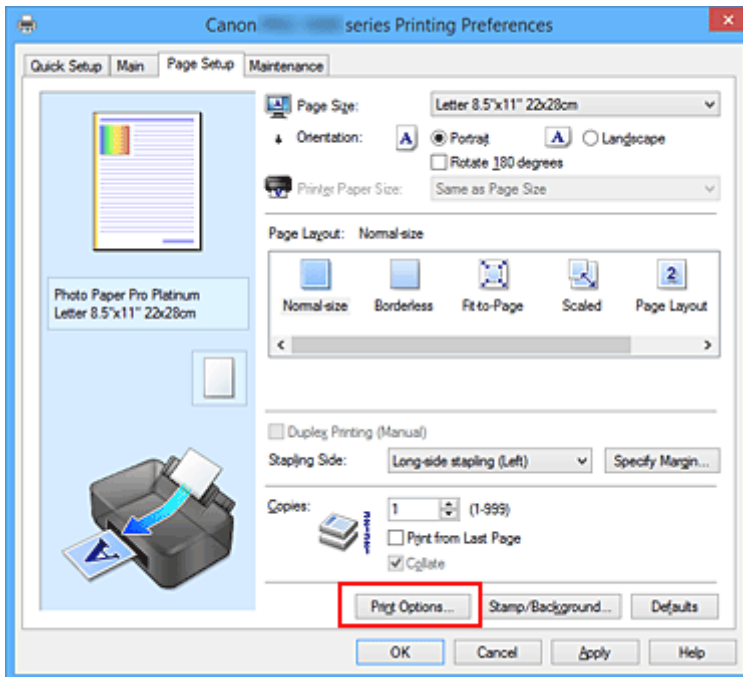 Canon series Printing Preferences
Quick Setup Main Page Setup Maintenance
Page Size: Letter 8.5"x11" 22x28cm
Orientation: A Portrait A Landscape
Rotate 180 degrees
Printer Paper Size: Same as Page Size
Page Layout: Normal-size
2
Normal-size Borderless Fit-to-Page Scaled Page Layout
Photo Paper Pro Platinum
Letter 8.5"x11" 22x28cm
Duplex Printing (Manual)
Stapling Side: Long-side stapling (Left) Specify Margin...
Copies: 1 (1-999)
Print from Last Page
Collate
A
Print Options... Stamp/Background... Defaults
OK Cancel Apply Help